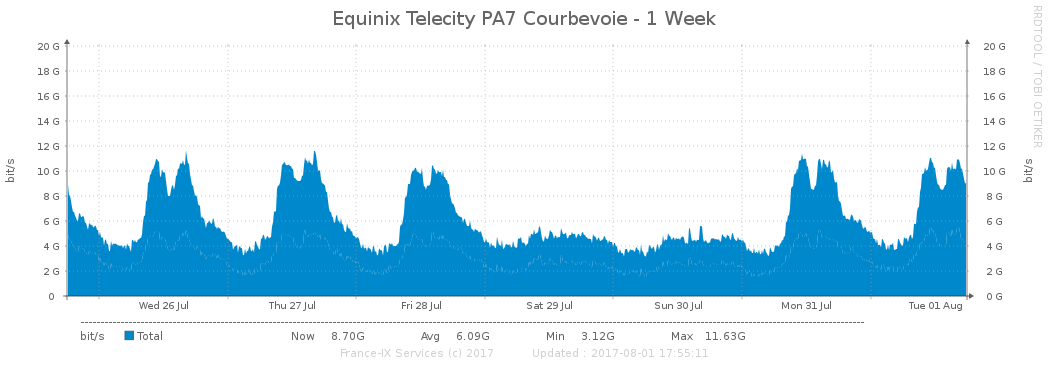 Equinix Telecity PA7 Courbevoie - 1 Week
RRDTOOL / TOBI OETIKER
bit/s
bit/s
20 G 20 G
18 G 18 G
16 G 16 G
14 G 14 G
12 G 12 G
10 G 10 G
8 G 8 G
6 G 6 G
4 G 4 G
2 G 2 G
0 0 G
Wed 26 Jul Thu 27 Jul Fri 28 Jul Sat 29 Jul Sun 30 Jul Mon 31 Jul Tue 01 Aug
bit/s Total Now 8.70G Avg 6.09G Min 3.12G Max 11.63G
France-IX Services (c) 2017 Updated : 2017-08-01 17:55:11